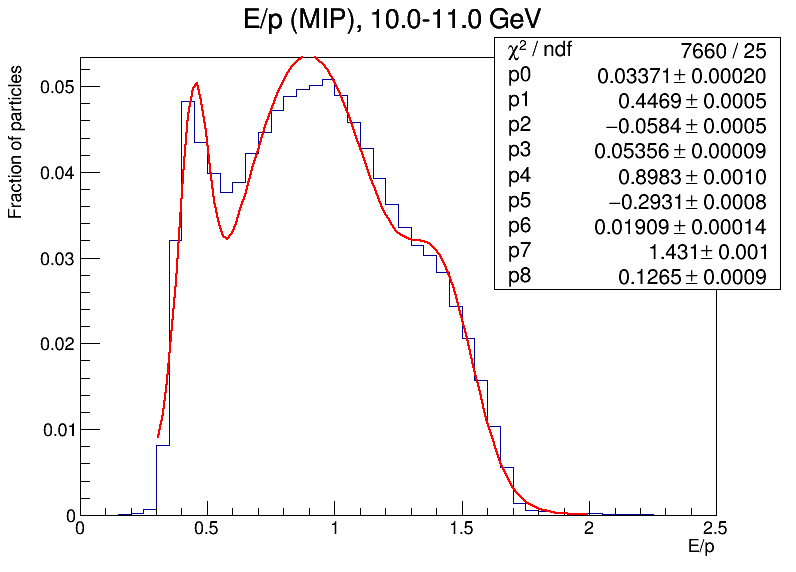 E/p (MIP), 10.0-11.0 GeV
χ² / ndf 7660 / 25
p0 0.03371 ± 0.00020
p1 0.4469 ± 0.0005
p2 −0.0584 ± 0.0005
p3 0.05356 ± 0.00009
p4 0.8983 ± 0.0010
p5 −0.2931 ± 0.0008
p6 0.01909 ± 0.00014
p7 1.431 ± 0.001
p8 0.1265 ± 0.0009
Fraction of particles
0.05
0.04
0.03
0.02
0.01
0
0 0.5 1 1.5 2 2.5
E/p